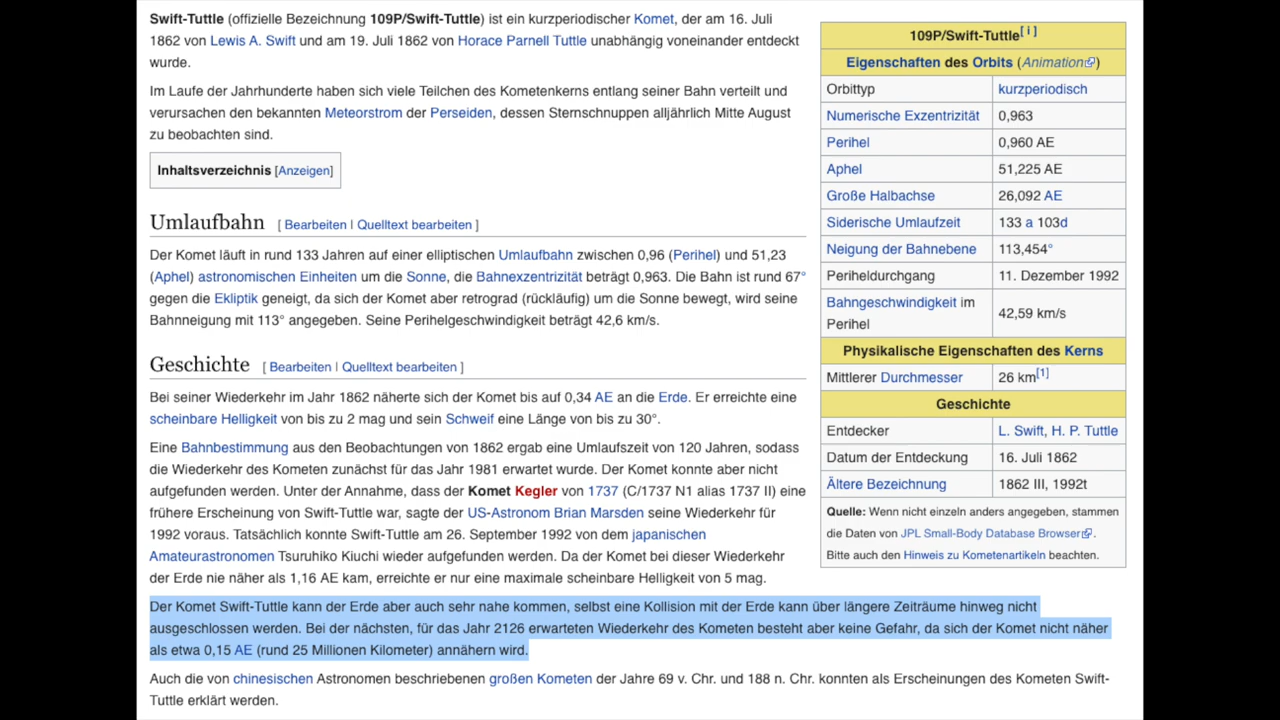 Swift-Tuttle (offizielle Bezeichnung 109P/Swift-Tuttle) ist ein kurzperiodischer Komet, der am 16. Juli
1862 von Lewis A. Swift und am 19. Juli 1862 von Horace Parnell Tuttle unabhängig voneinander entdeckt
wurde.
Im Laufe der Jahrhunderte haben sich viele Teilchen des Kometenkerns entlang seiner Bahn verteilt und
verursachen den bekannten Meteorstrom der Perseiden, dessen Sternschnuppen alljährlich Mitte August
zu beobachten sind.
Inhaltsverzeichnis [Anzeigen]
Umlaufbahn [ Bearbeiten | Quelltext bearbeiten ]
Der Komet läuft in rund 133 Jahren auf einer elliptischen Umlaufbahn zwischen 0,96 (Perihel) und 51,23
(Aphel) astronomischen Einheiten um die Sonne, die Bahnexzentrizität beträgt 0,963. Die Bahn ist rund 67°
gegen die Ekliptik geneigt, da sich der Komet aber retrograd (rückläufig) um die Sonne bewegt, wird seine
Bahnneigung mit 113° angegeben. Seine Perihelgeschwindigkeit beträgt 42,6 km/s.
Geschichte [ Bearbeiten | Quelltext bearbeiten ]
Bei seiner Wiederkehr im Jahr 1862 näherte sich der Komet bis auf 0,34 AE an die Erde. Er erreichte eine
scheinbare Helligkeit von bis zu 2 mag und sein Schweif eine Länge von bis zu 30°.
Eine Bahnbestimmung aus den Beobachtungen von 1862 ergab eine Umlaufszeit von 120 Jahren, sodass
die Wiederkehr des Kometen zunächst für das Jahr 1981 erwartet wurde. Der Komet konnte aber nicht
aufgefunden werden. Unter der Annahme, dass der Komet Kegler von 1737 (C/1737 N1 alias 1737 II) eine
frühere Erscheinung von Swift-Tuttle war, sagte der US-Astronom Brian Marsden seine Wiederkehr für
1992 voraus. Tatsächlich konnte Swift-Tuttle am 26. September 1992 von dem japanischen
Amateurastronomen Tsuruhiko Kiuchi wieder aufgefunden werden. Da der Komet bei dieser Wiederkehr
der Erde nie näher als 1,16 AE kam, erreichte er nur eine maximale scheinbare Helligkeit von 5 mag.
Der Komet Swift-Tuttle kann der Erde aber auch sehr nahe kommen, selbst eine Kollision mit der Erde kann über längere Zeiträume hinweg nicht
ausgeschlossen werden. Bei der nächsten, für das Jahr 2126 erwarteten Wiederkehr des Kometen besteht aber keine Gefahr, da sich der Komet nicht näher
als etwa 0,15 AE (rund 25 Millionen Kilometer) annähern wird.
Auch die von chinesischen Astronomen beschriebenen großen Kometen der Jahre 69 v. Chr. und 188 n. Chr. konnten als Erscheinungen des Kometen Swift-
Tuttle erklärt werden.
109P/Swift-Tuttle[ i ]
Eigenschaften des Orbits (Animation)
Orbittyp kurzperiodisch
Numerische Exzentrizität 0,963
Perihel 0,960 AE
Aphel 51,225 AE
Große Halbachse 26,092 AE
Siderische Umlaufzeit 133 a 103d
Neigung der Bahnebene 113,454°
Periheldurchgang 11. Dezember 1992
Bahngeschwindigkeit im
Perihel 42,59 km/s
Physikalische Eigenschaften des Kerns
Mittlerer Durchmesser 26 km[1]
Geschichte
Entdecker L. Swift, H. P. Tuttle
Datum der Entdeckung 16. Juli 1862
Ältere Bezeichnung 1862 III, 1992t
Quelle: Wenn nicht einzeln anders angegeben, stammen
die Daten von JPL Small-Body Database Browser.
Bitte auch den Hinweis zu Kometenartikeln beachten.